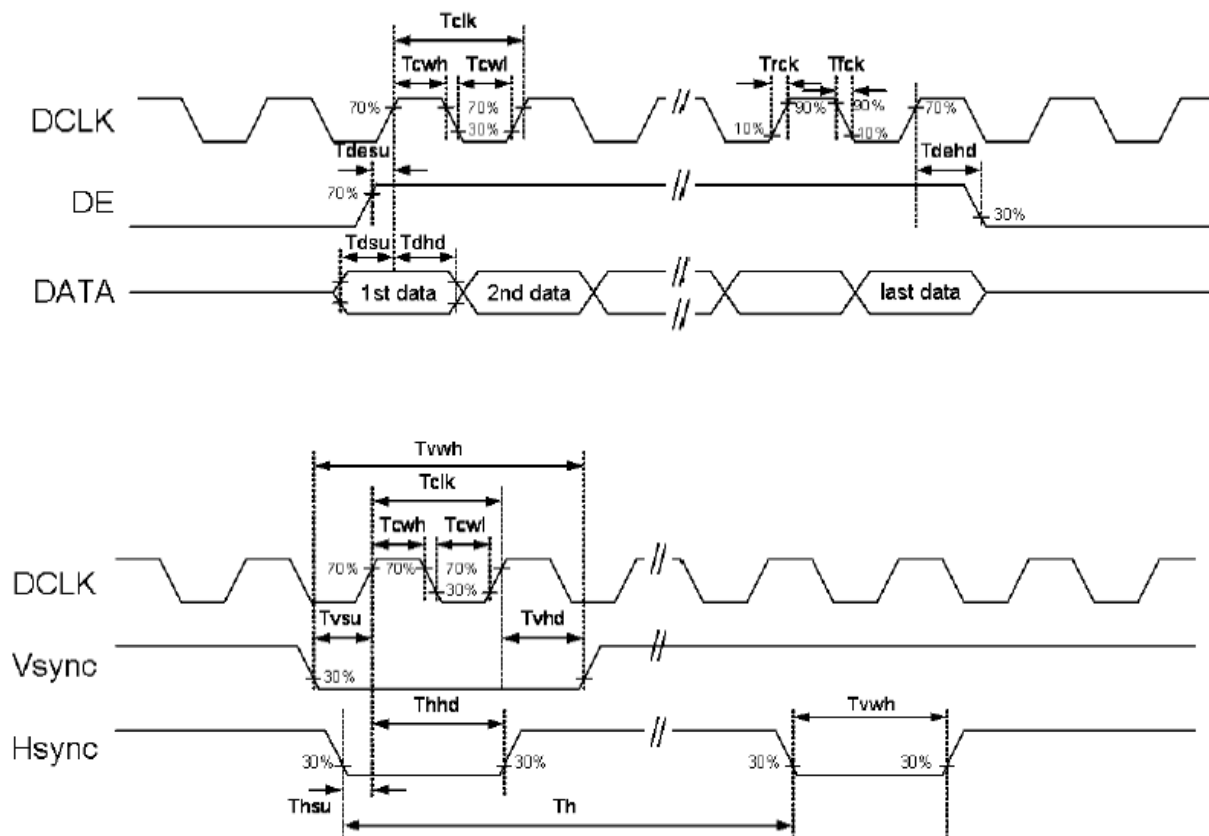 Tclk
Tcwh Tcwl Trck Tfck
DCLK 70% 70% 30% 10% 90% 90% 10% 70%
Tdesu Tdehd
DE 70% 30%
Tdsu Tdhd
DATA 1st data 2nd data last data
Tvwh
Tclk
Tcwh Tcwl
DCLK 70% 70% 70% 30%
Tvsu Tvhd
Vsync 30%
Thhd Tvwh
Hsync 30% 30% 30% 30%
Thsu Th